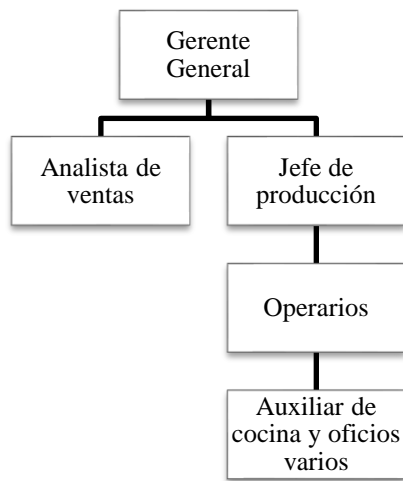 Gerente
General
Analista de
ventas
Jefe de
producción
Operarios
Auxiliar de
cocina y oficios
varios